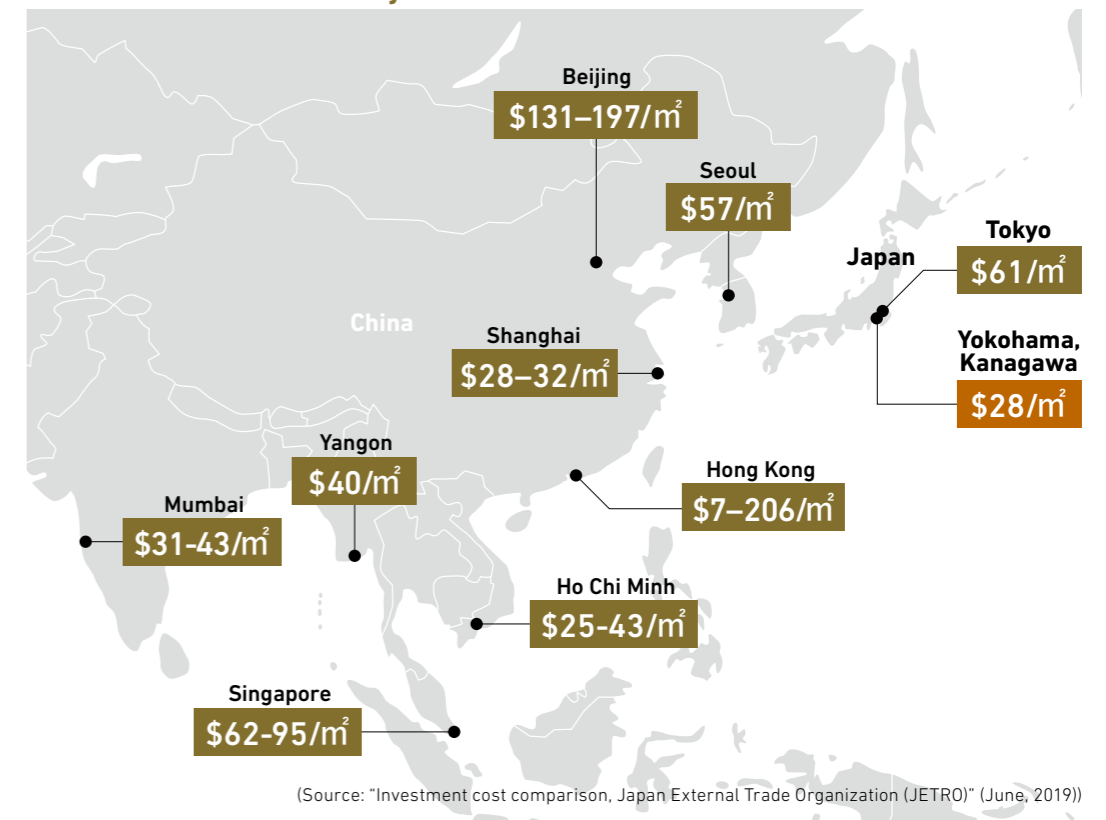 Beijing
$131–197/㎡
Seoul
$57/㎡
Tokyo
$61/㎡
Japan
Yokohama,
Kanagawa
$28/㎡
China
Shanghai
$28–32/㎡
Yangon
$40/㎡
Hong Kong
$7–206/㎡
Mumbai
$31-43/㎡
Ho Chi Minh
$25-43/㎡
Singapore
$62-95/㎡
(Source: “Investment cost comparison, Japan External Trade Organization (JETRO)” (June, 2019))